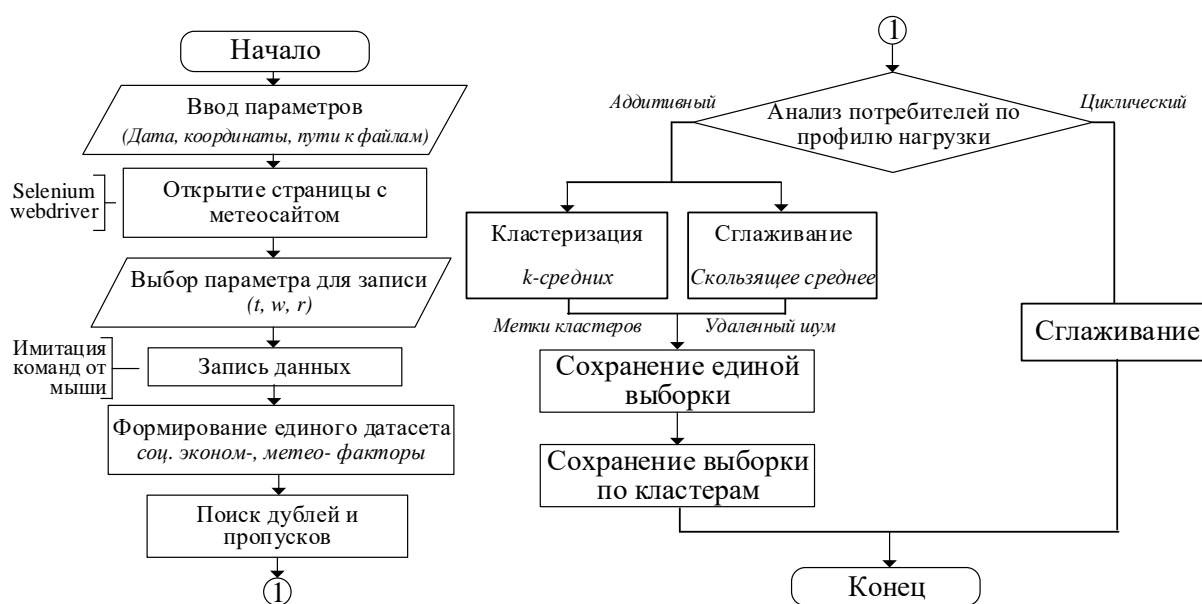 Начало
Ввод параметров
(Дата, координаты, пути к файлам)
Selenium
webdriver
Открытие страницы с
метеосайтом
Выбор параметра для записи
(t, w, r)
Имитация
команд от
мыши
Запись данных
Формирование единого датасета
соц. эконом-, метео- факторы
Поиск дублей и
пропусков
1
1
Аддитивный
Анализ потребителей по
профилю нагрузки
Циклический
Кластеризация
k-средних
Сглаживание
Скользящее среднее
Метки кластеров
Удаленный шум
Сглаживание
Сохранение единой
выборки
Сохранение выборки
по кластерам
Конец